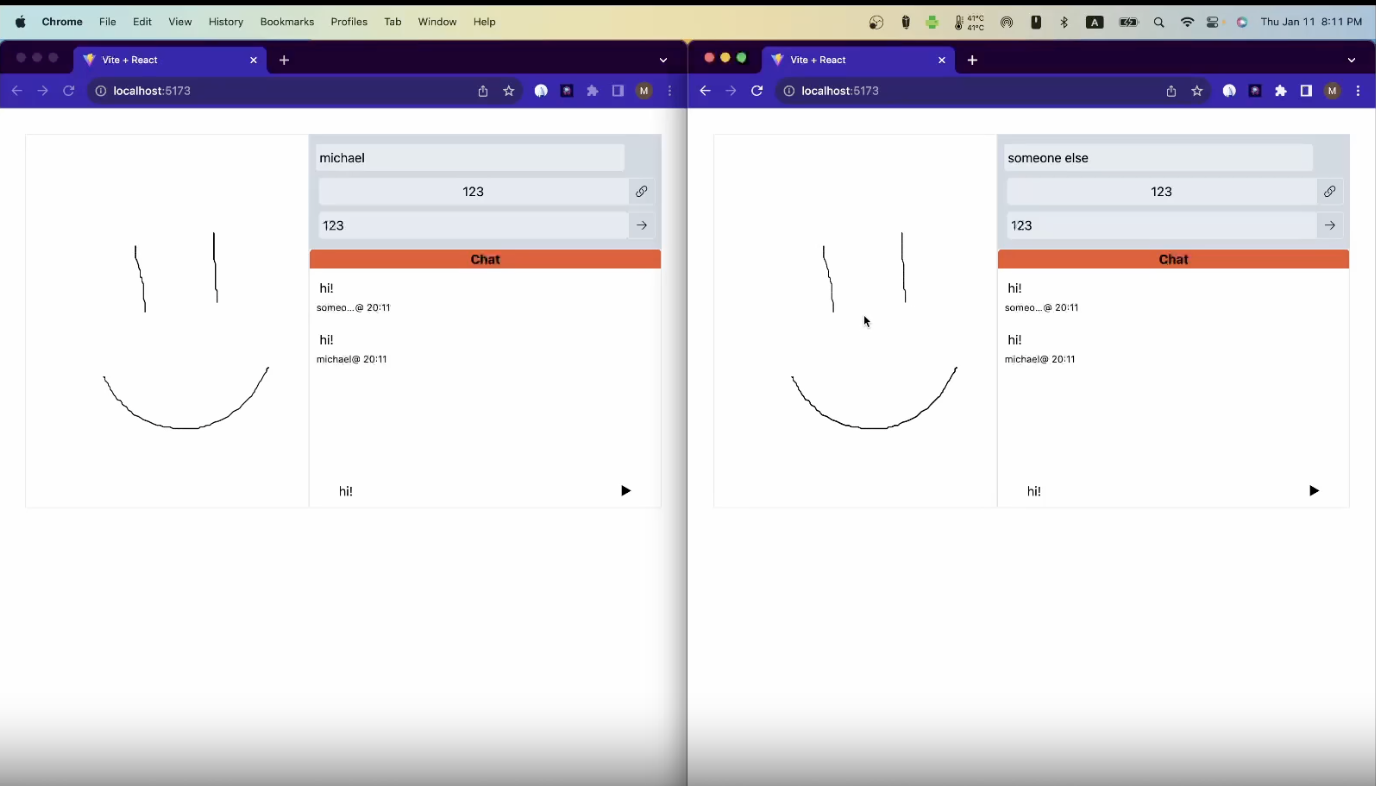 Chrome File Edit View History Bookmarks Profiles Tab Window Help 41°C 41°C A Thu Jan 11 8:11 PM
Vite + React
localhost:5173 M
michael
123
123
Chat
hi!
someo...@ 20:11
hi!
michael@ 20:11
hi!
Vite + React
localhost:5173 M
someone else
123
123
Chat
hi!
someo...@ 20:11
hi!
michael@ 20:11
hi!